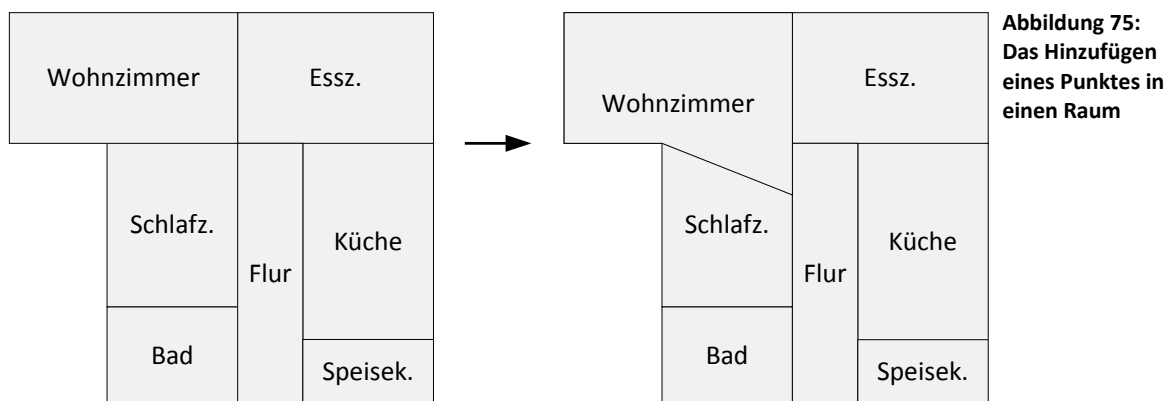 Wohnzimmer
Essz.
Schlafz.
Küche
Flur
Bad
Speisek.
Wohnzimmer
Essz.
Schlafz.
Küche
Flur
Bad
Speisek.
Abbildung 75:
Das Hinzufügen
eines Punktes in
einen Raum